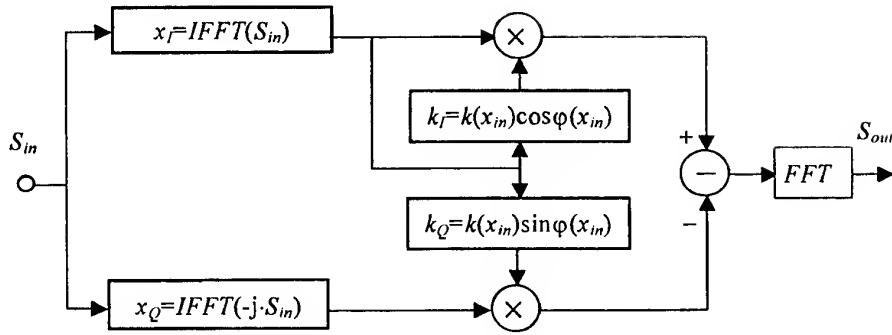 x_I=IFFT(S_in)
×
k_I=k(x_in)cosφ(x_in)
S_in
S_out
+
−
FFT
-
k_Q=k(x_in)sinφ(x_in)
x_Q=IFFT(-j·S_in)
×